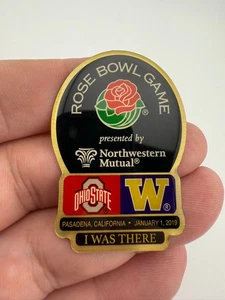 ROSE BOWL GAME
®
presented by
Northwestern
Mutual®
OHIO STATE W
PASADENA, CALIFORNIA • JANUARY 1, 2019
I WAS THERE